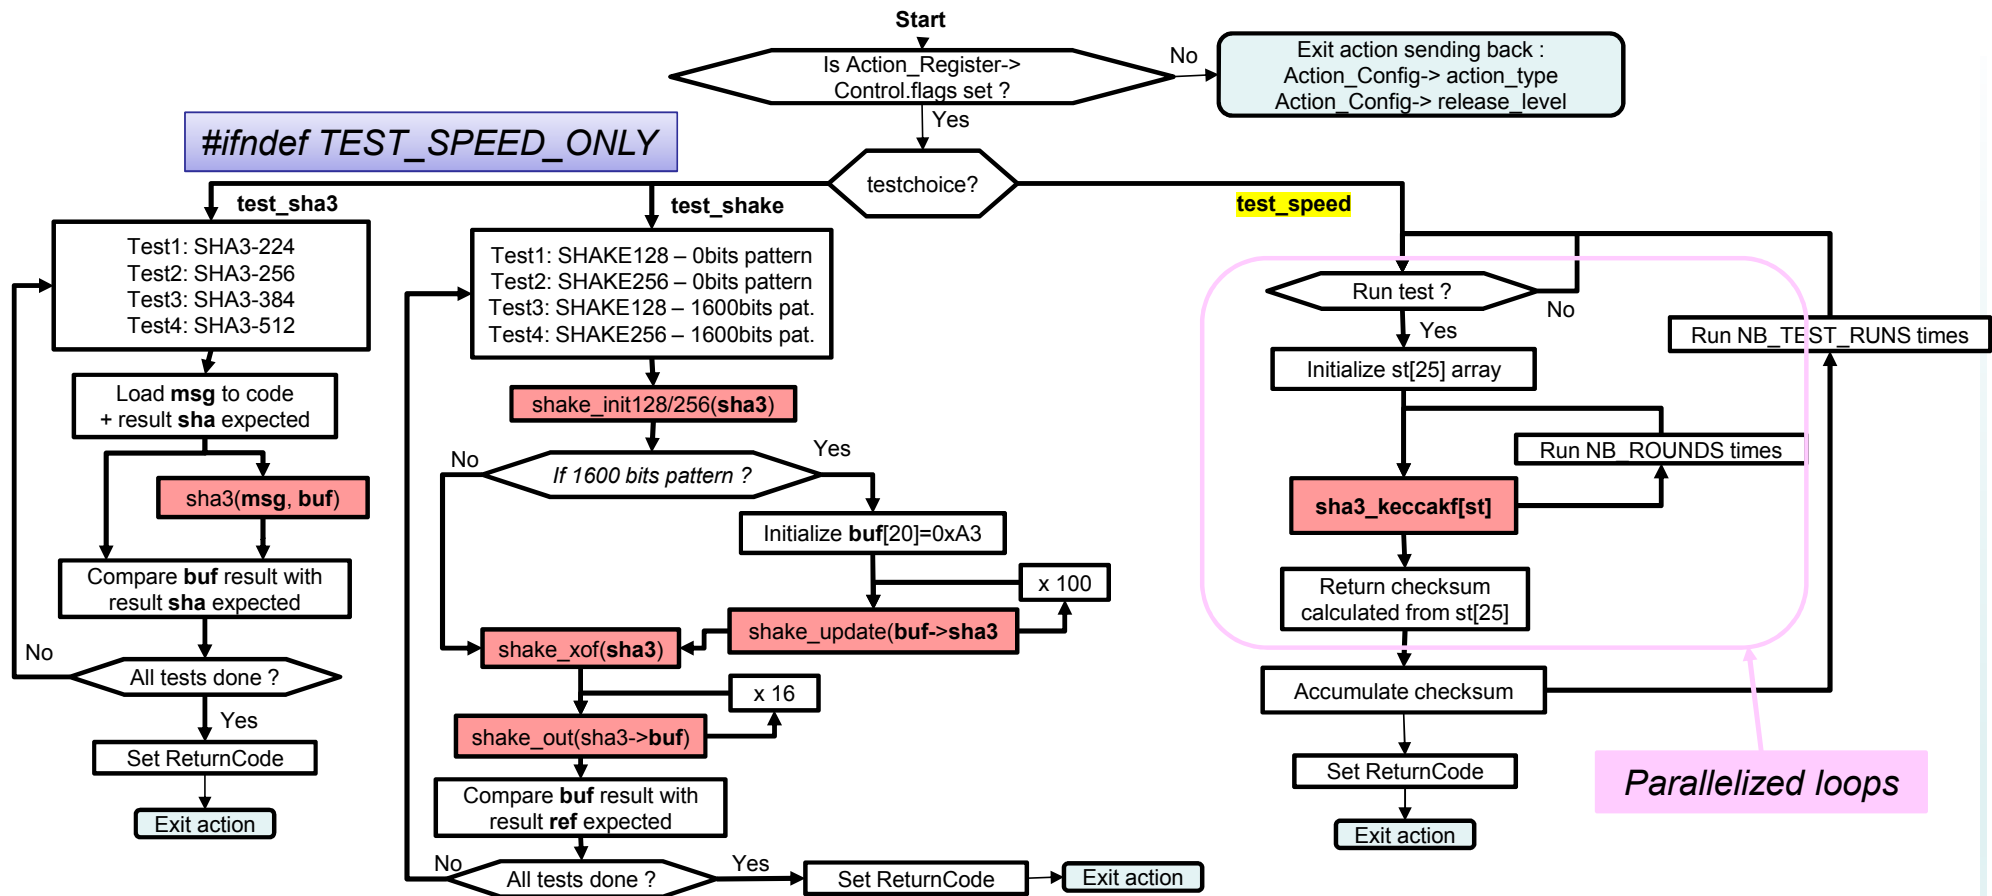 Start
Is Action_Register->
Control.flags set ?
No
Exit action sending back :
Action_Config-> action_type
Action_Config-> release_level
Yes
#ifndef TEST_SPEED_ONLY
testchoice?
test_sha3
test_shake
test_speed
Test1: SHA3-224
Test2: SHA3-256
Test3: SHA3-384
Test4: SHA3-512
Load msg to code
+ result sha expected
sha3(msg, buf)
Compare buf result with
result sha expected
No
All tests done ?
Yes
Set ReturnCode
Exit action
Test1: SHAKE128 – 0bits pattern
Test2: SHAKE256 – 0bits pattern
Test3: SHAKE128 – 1600bits pat.
Test4: SHAKE256 – 1600bits pat.
shake_init128/256(sha3)
No
If 1600 bits pattern ?
Yes
Initialize buf[20]=0xA3
x 100
shake_update(buf->sha3
shake_xof(sha3)
x 16
shake_out(sha3->buf)
Compare buf result with
result ref expected
No
All tests done ?
Yes
Set ReturnCode
Exit action
Run test ?
No
Yes
Run NB_TEST_RUNS times
Initialize st[25] array
Run NB_ROUNDS times
sha3_keccakf[st]
Return checksum
calculated from st[25]
Accumulate checksum
Set ReturnCode
Exit action
Parallelized loops